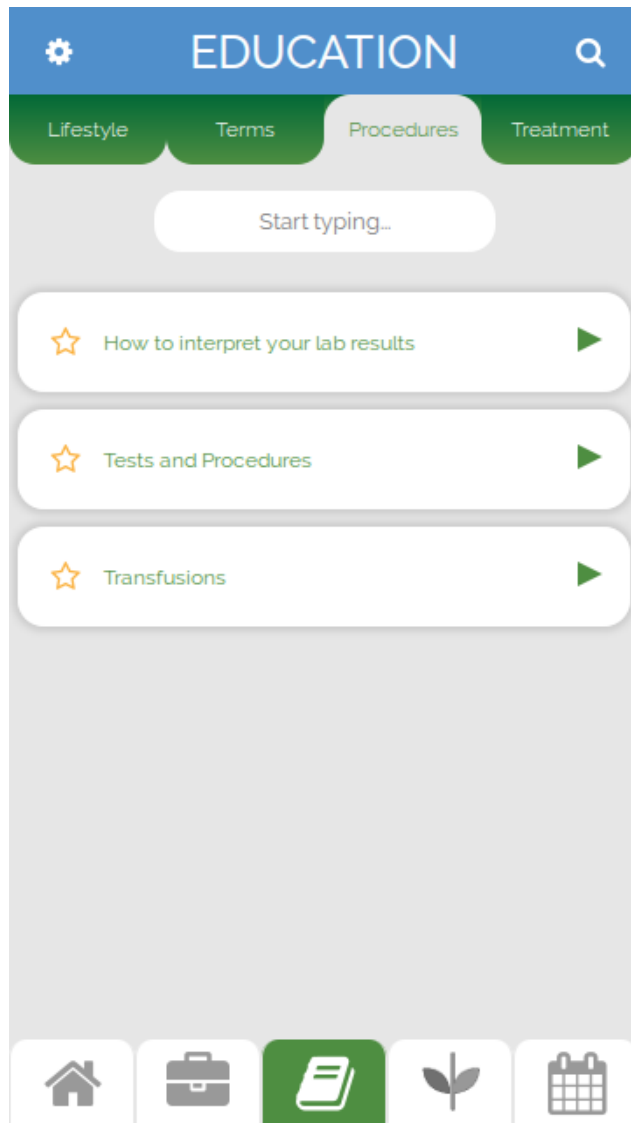 EDUCATION
Lifestyle Terms Procedures Treatment
Start typing...
How to interpret your lab results
Tests and Procedures
Transfusions